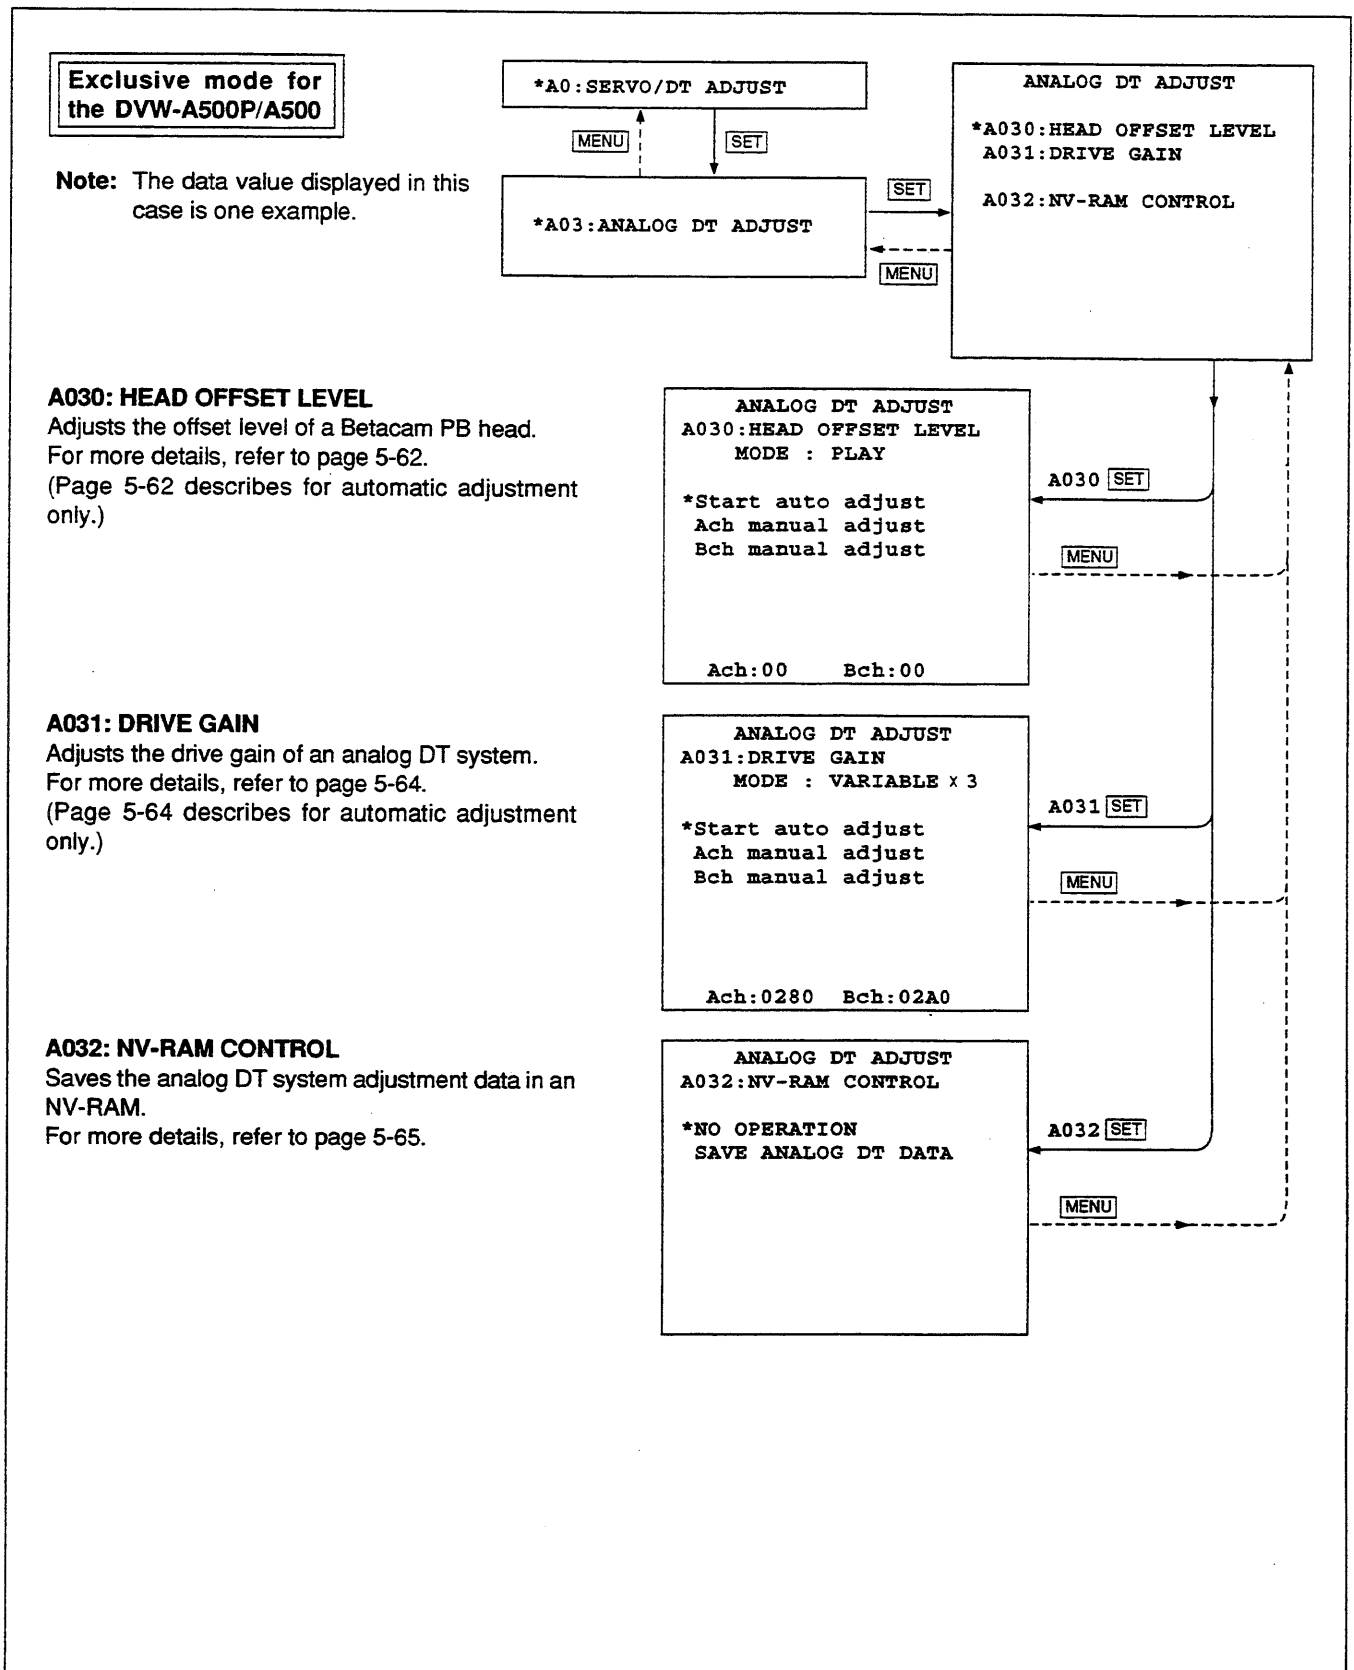 Exclusive mode for
the DVW-A500P/A500
Note: The data value displayed in this
case is one example.
*A0:SERVO/DT ADJUST
MENU
SET
*A03:ANALOG DT ADJUST
SET
MENU
ANALOG DT ADJUST
*A030:HEAD OFFSET LEVEL
A031:DRIVE GAIN
A032:NV-RAM CONTROL
A030: HEAD OFFSET LEVEL
Adjusts the offset level of a Betacam PB head.
For more details, refer to page 5-62.
(Page 5-62 describes for automatic adjustment
only.)
ANALOG DT ADJUST
A030:HEAD OFFSET LEVEL
MODE : PLAY
*Start auto adjust
Ach manual adjust
Bch manual adjust
Ach:00 Bch:00
A030 SET
MENU
A031: DRIVE GAIN
Adjusts the drive gain of an analog DT system.
For more details, refer to page 5-64.
(Page 5-64 describes for automatic adjustment
only.)
ANALOG DT ADJUST
A031:DRIVE GAIN
MODE : VARIABLE x 3
*Start auto adjust
Ach manual adjust
Bch manual adjust
Ach:0280 Bch:02A0
A031 SET
MENU
A032: NV-RAM CONTROL
Saves the analog DT system adjustment data in an
NV-RAM.
For more details, refer to page 5-65.
ANALOG DT ADJUST
A032:NV-RAM CONTROL
*NO OPERATION
SAVE ANALOG DT DATA
A032 SET
MENU